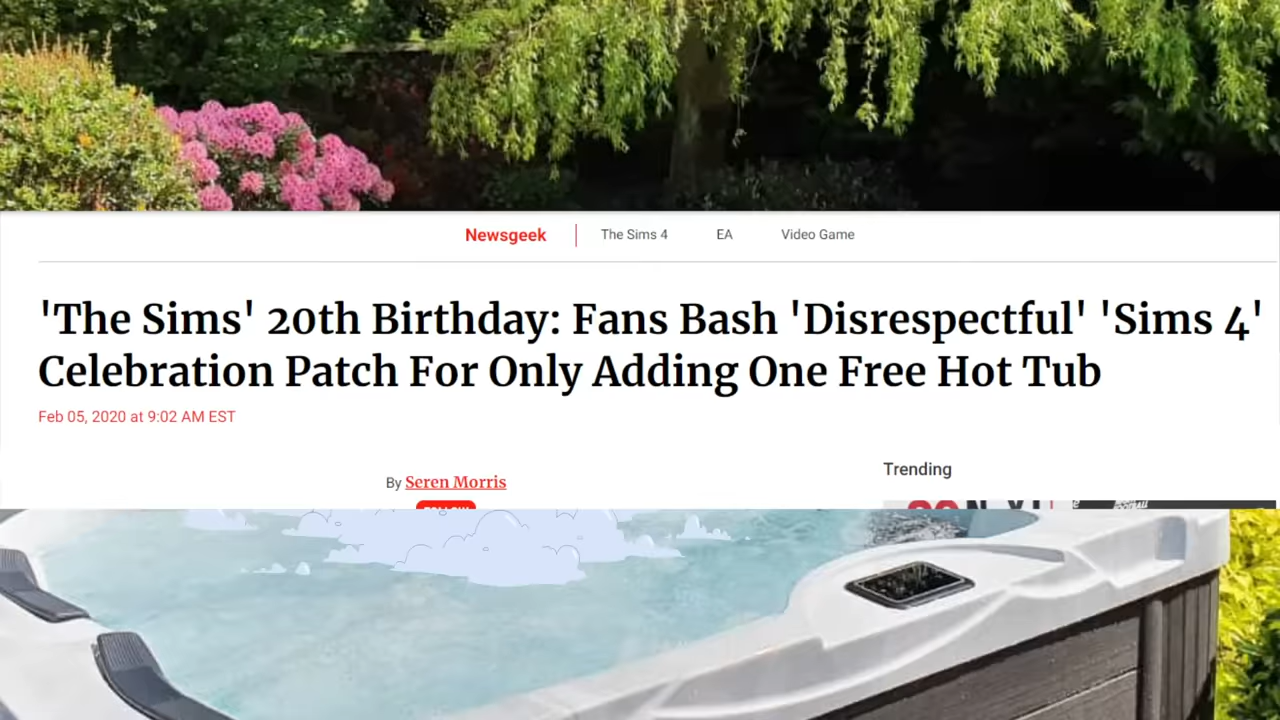 Newsgeek The Sims 4 EA Video Game
'The Sims' 20th Birthday: Fans Bash 'Disrespectful' 'Sims 4'
Celebration Patch For Only Adding One Free Hot Tub
Feb 05, 2020 at 9:02 AM EST
Trending
By Seren Morris